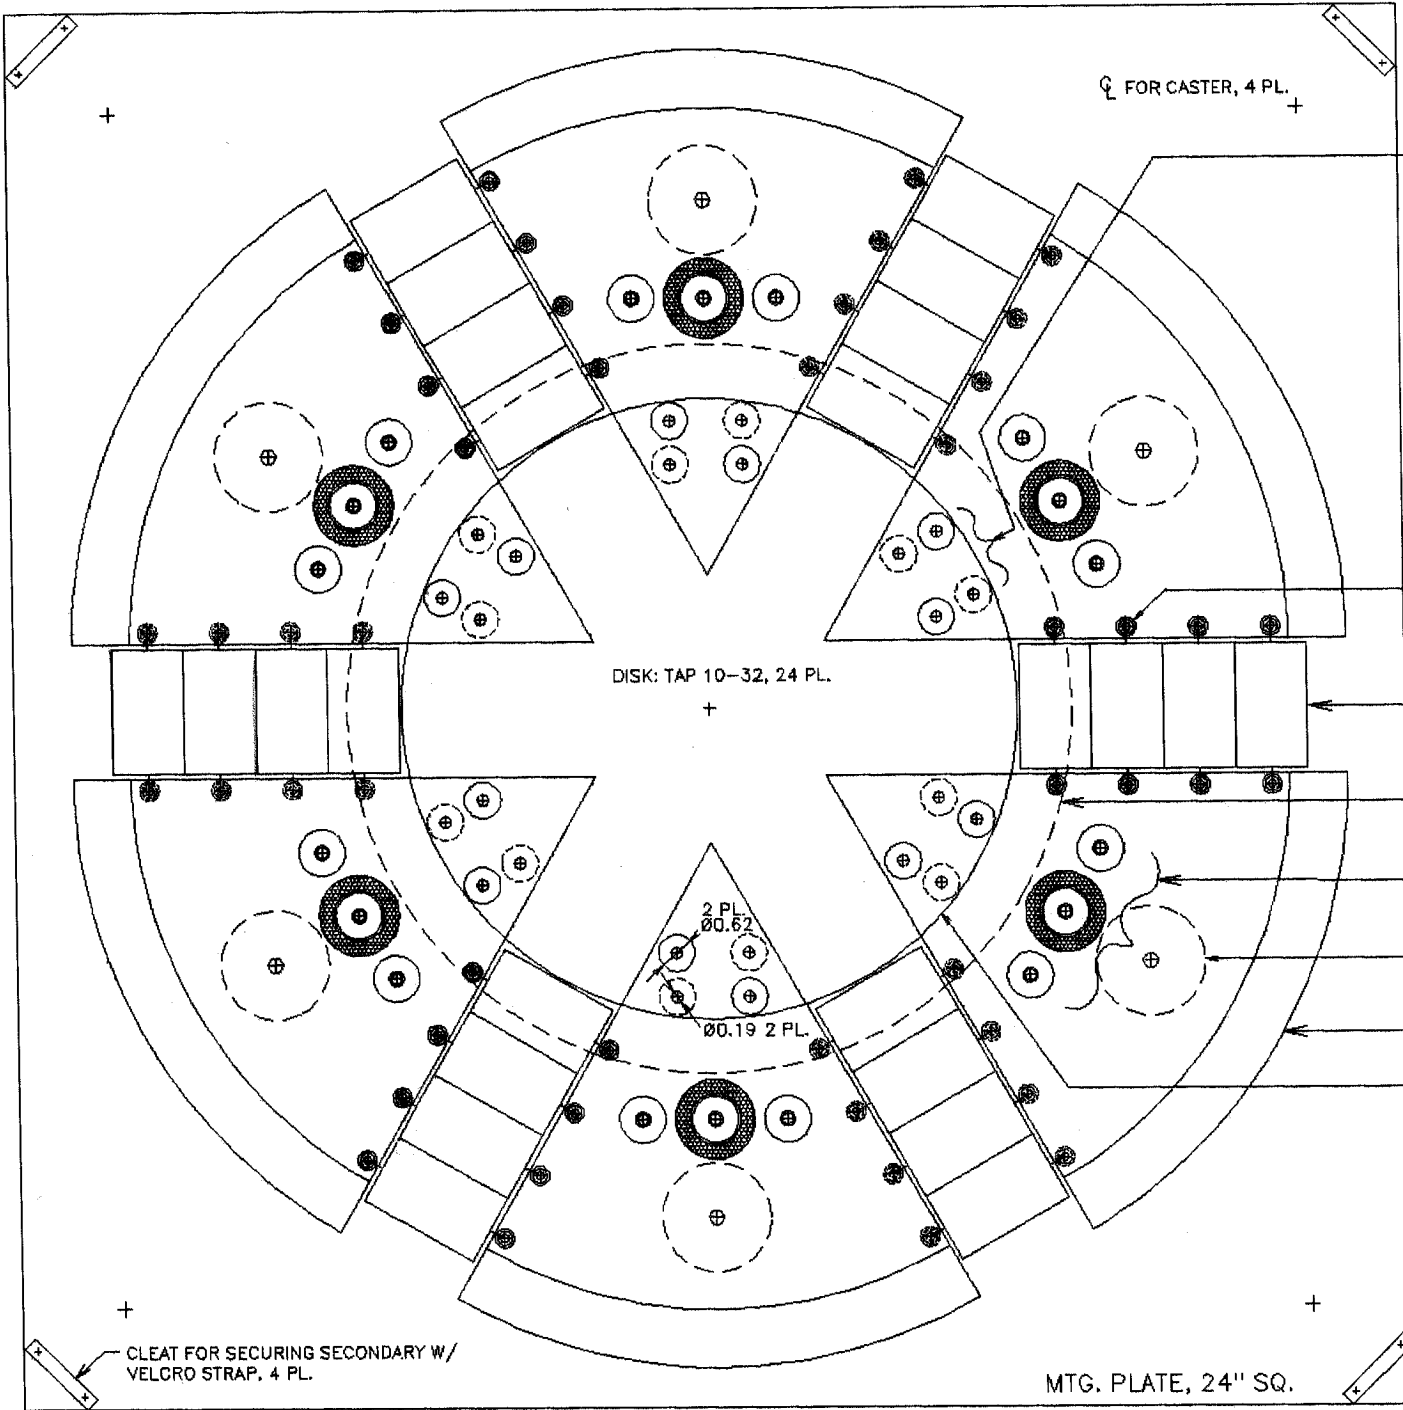 ℄ FOR CASTER, 4 PL.
DISK: TAP 10-32, 24 PL.
2 PL.
Ø0.62
Ø0.19 2 PL.
CLEAT FOR SECURING SECONDARY W/
VELCRO STRAP, 4 PL.
MTG. PLATE, 24" SQ.